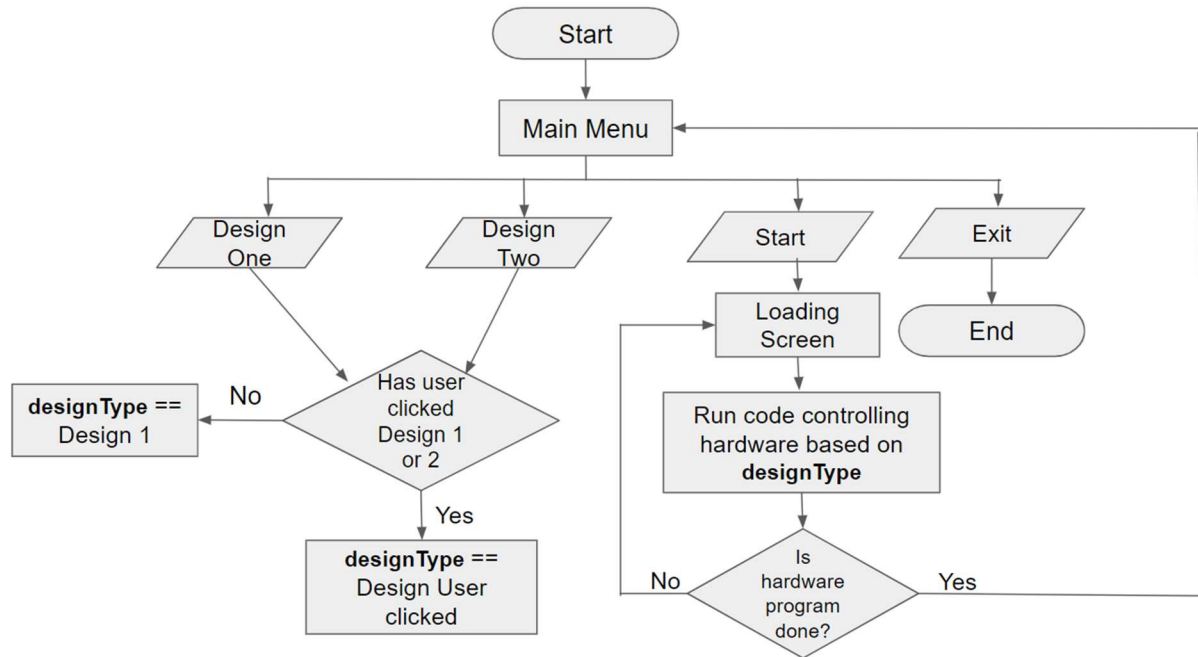 Start
Main Menu
Design
One
Design
Two
Start
Exit
Loading
Screen
End
Has user
clicked
Design 1
or 2
No
designType ==
Design 1
Yes
designType ==
Design User
clicked
Run code controlling
hardware based on
designType
Is
hardware
program
done?
No
Yes